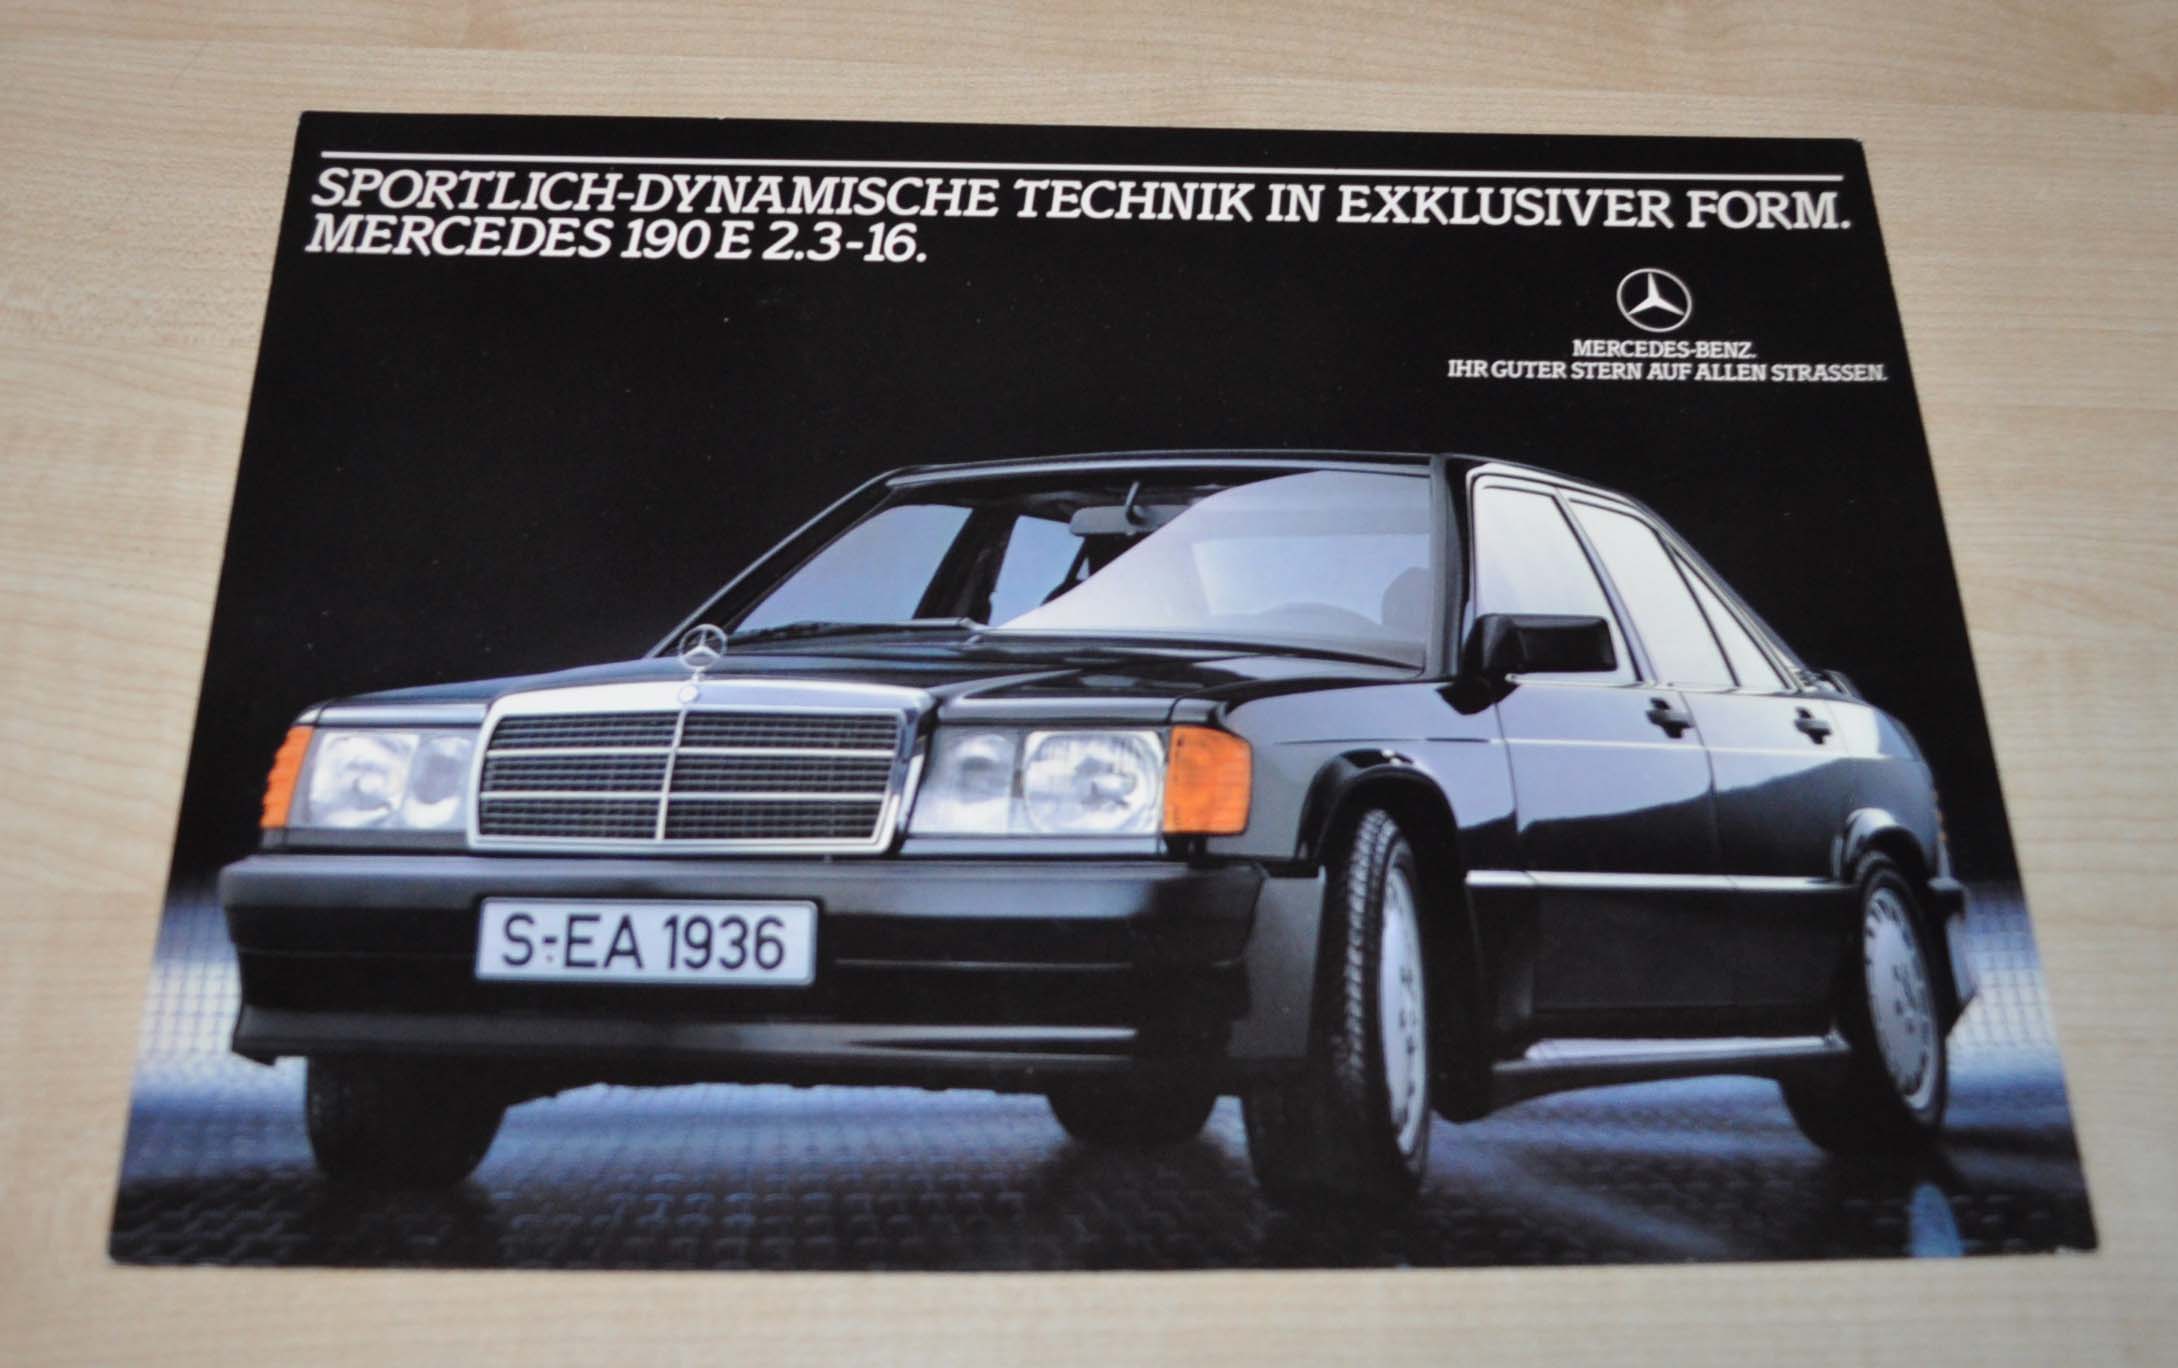 SPORTLICH-DYNAMISCHE TECHNIK IN EXKLUSIVER FORM.
MERCEDES 190 E 2.3-16.
MERCEDES-BENZ.
IHR GUTER STERN AUF ALLEN STRASSEN.
S-EA 1936